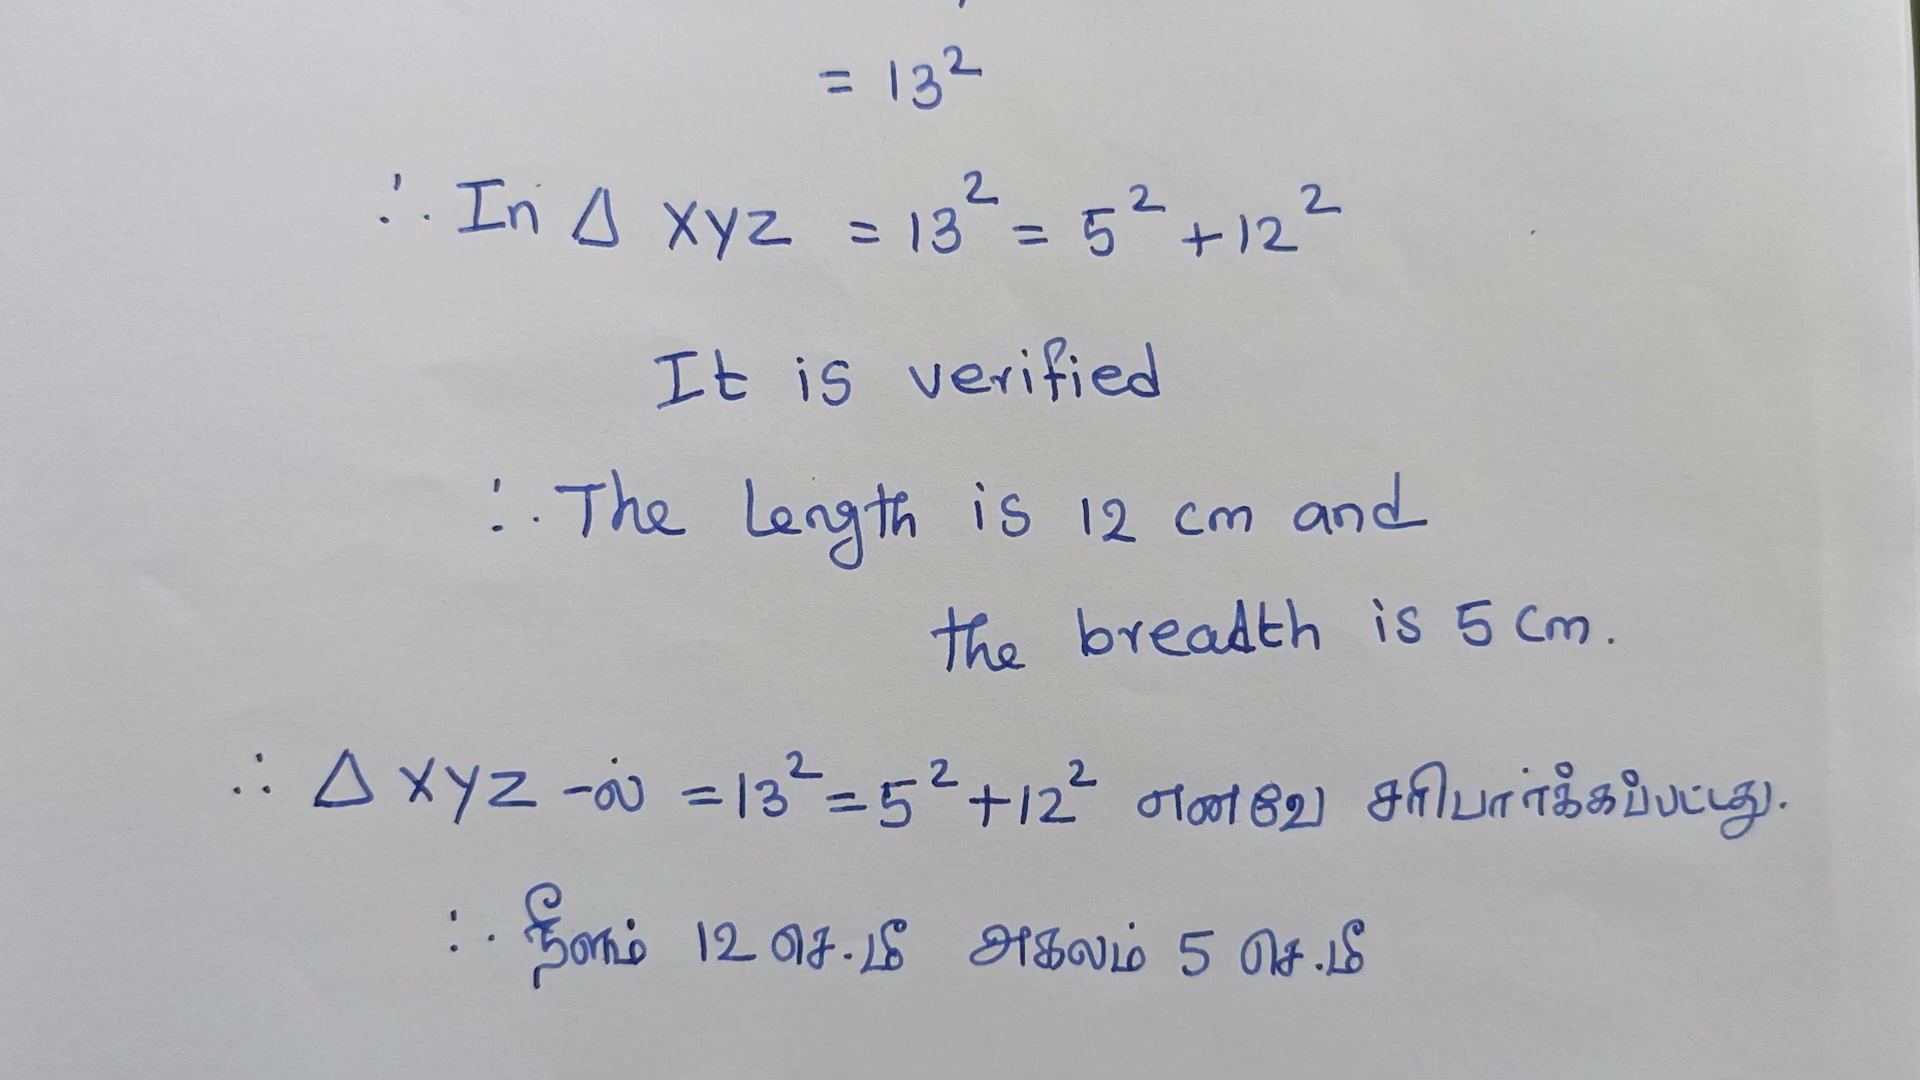 = 13²
∴ In Δ XYZ = 13² = 5² + 12²
It is verified
∴ The length is 12 cm and
the breadth is 5 cm.
∴ Δ XYZ -ல் = 13² = 5² + 12² எனவே சரிபார்க்கப்பட்டது.
∴ நீளம் 12 செ.மீ அகலம் 5 செ.மீ